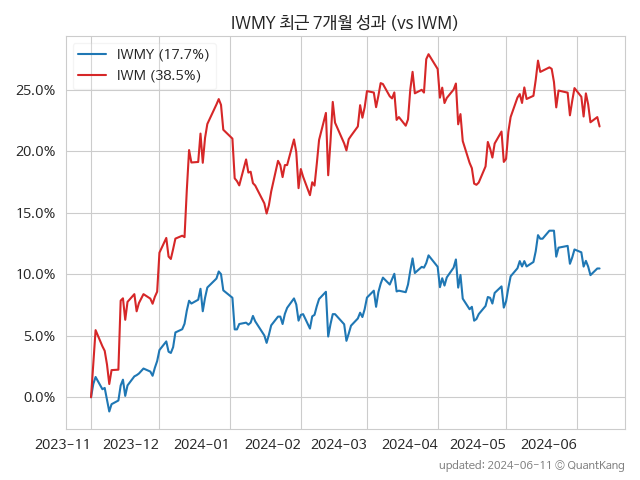 IWMY 최근 7개월 성과 (vs IWM)
IWMY (17.7%)
IWM (38.5%)
25.0%
20.0%
15.0%
10.0%
5.0%
0.0%
2023-11 2023-12 2024-01 2024-02 2024-03 2024-04 2024-05 2024-06
updated: 2024-06-11 © QuantKang